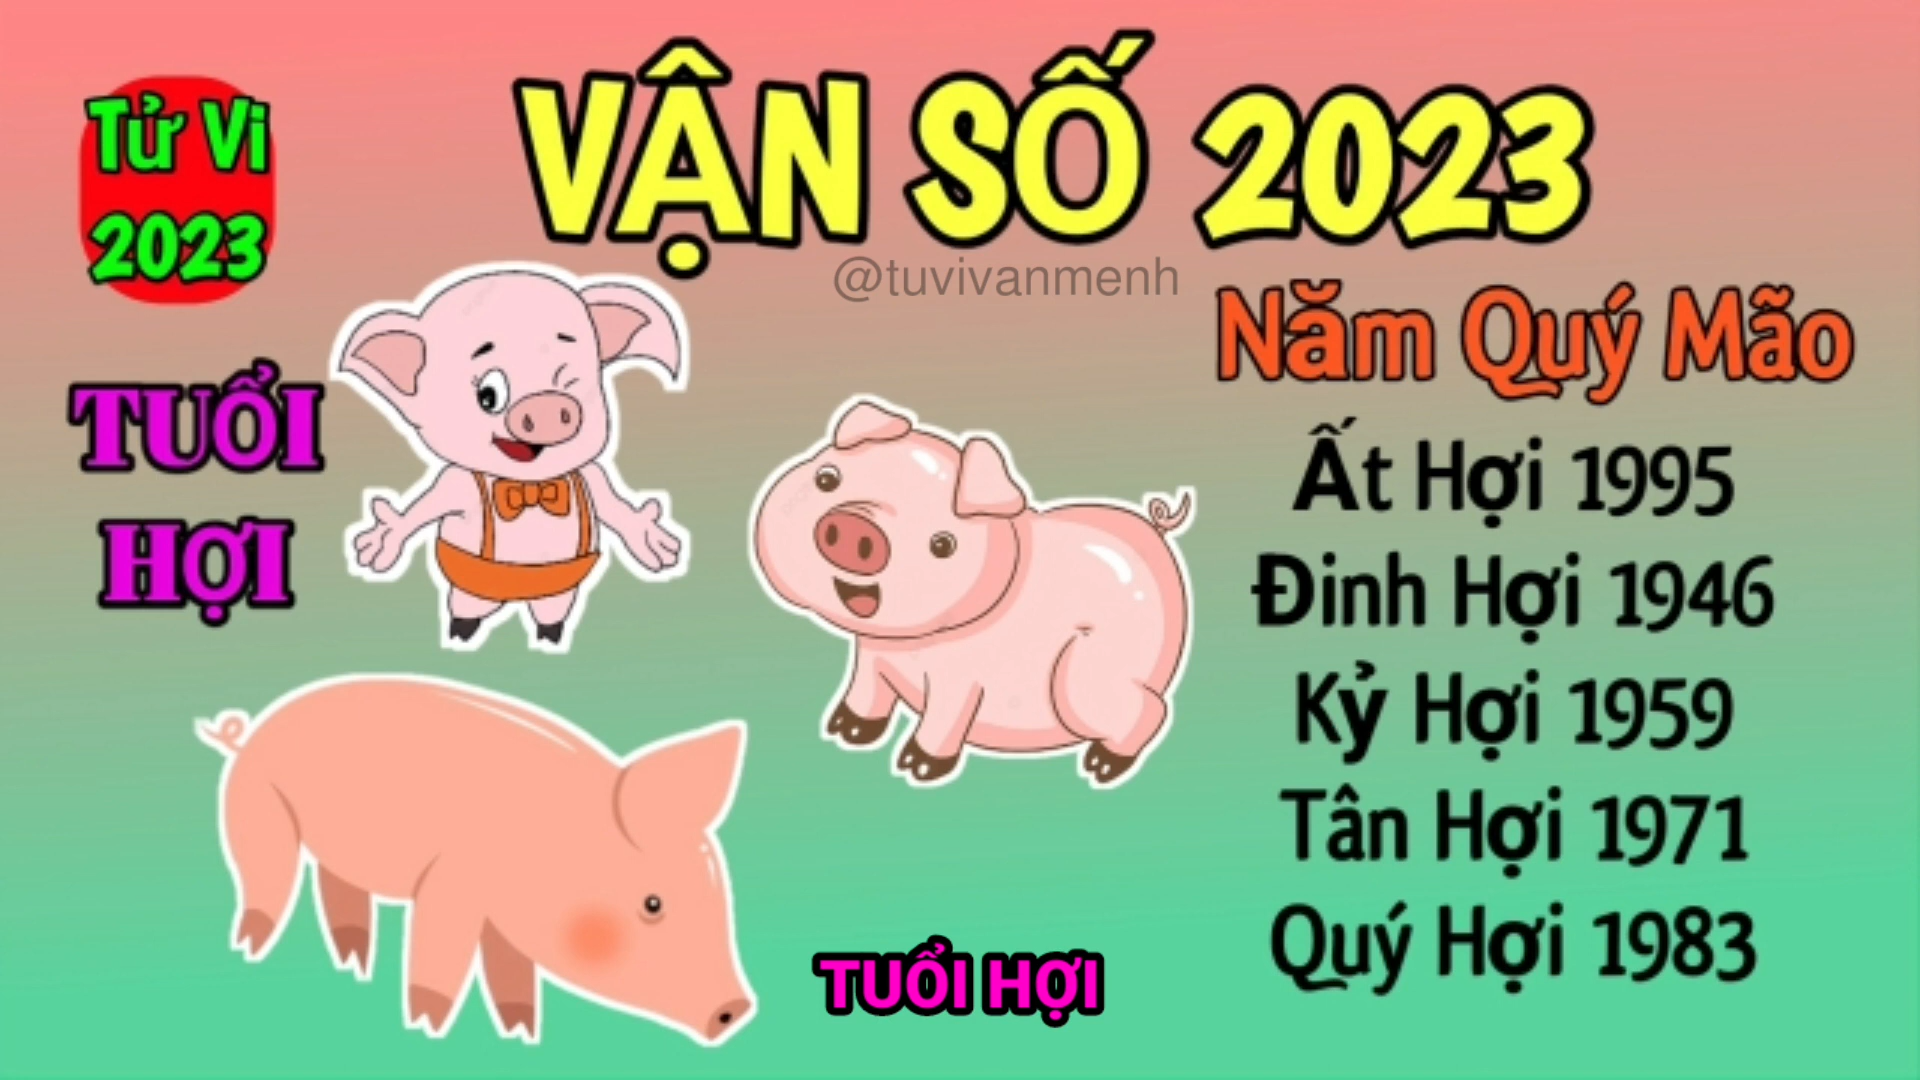 Tử Vi
2023
VẬN SỐ 2023
@tuvivanmenh
Năm Quý Mão
TUỔI
HỢI
Ất Hợi 1995
Đinh Hợi 1946
Kỷ Hợi 1959
Tân Hợi 1971
Quý Hợi 1983
TUỔI HỢI